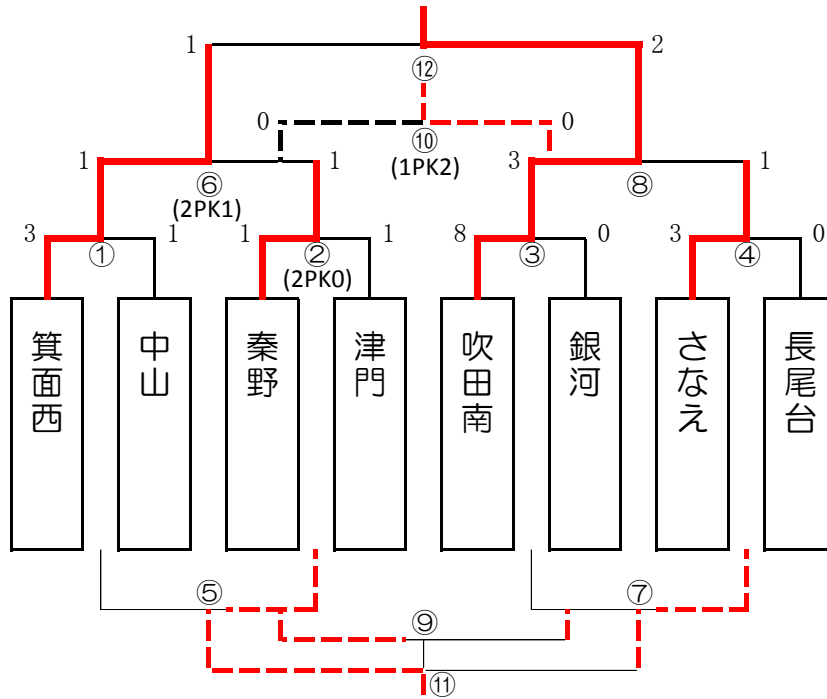 1
2
⑫
0
⑩
0
(1PK2)
1
⑥
1
3
⑧
1
(2PK1)
3
①
1
1
②
1
8
③
0
3
④
0
(2PK0)
箕面西
中山
秦野
津門
吹田南
銀河
さなえ
長尾台
⑤
⑦
⑨
⑪